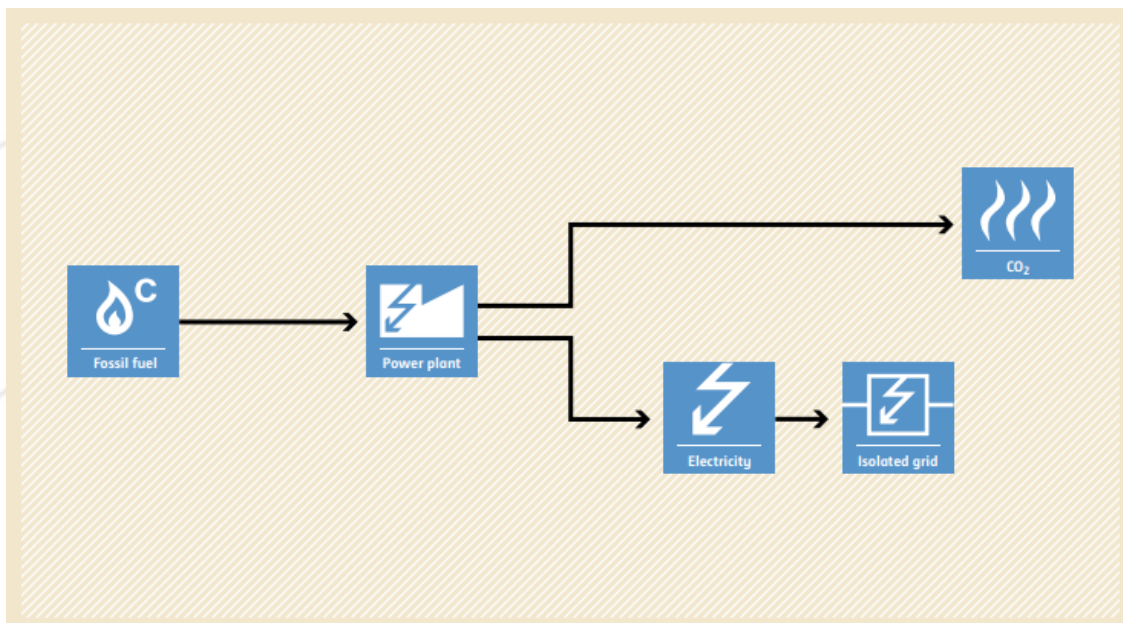 C
Fossil fuel
Power plant
CO₂
Electricity
Isolated grid